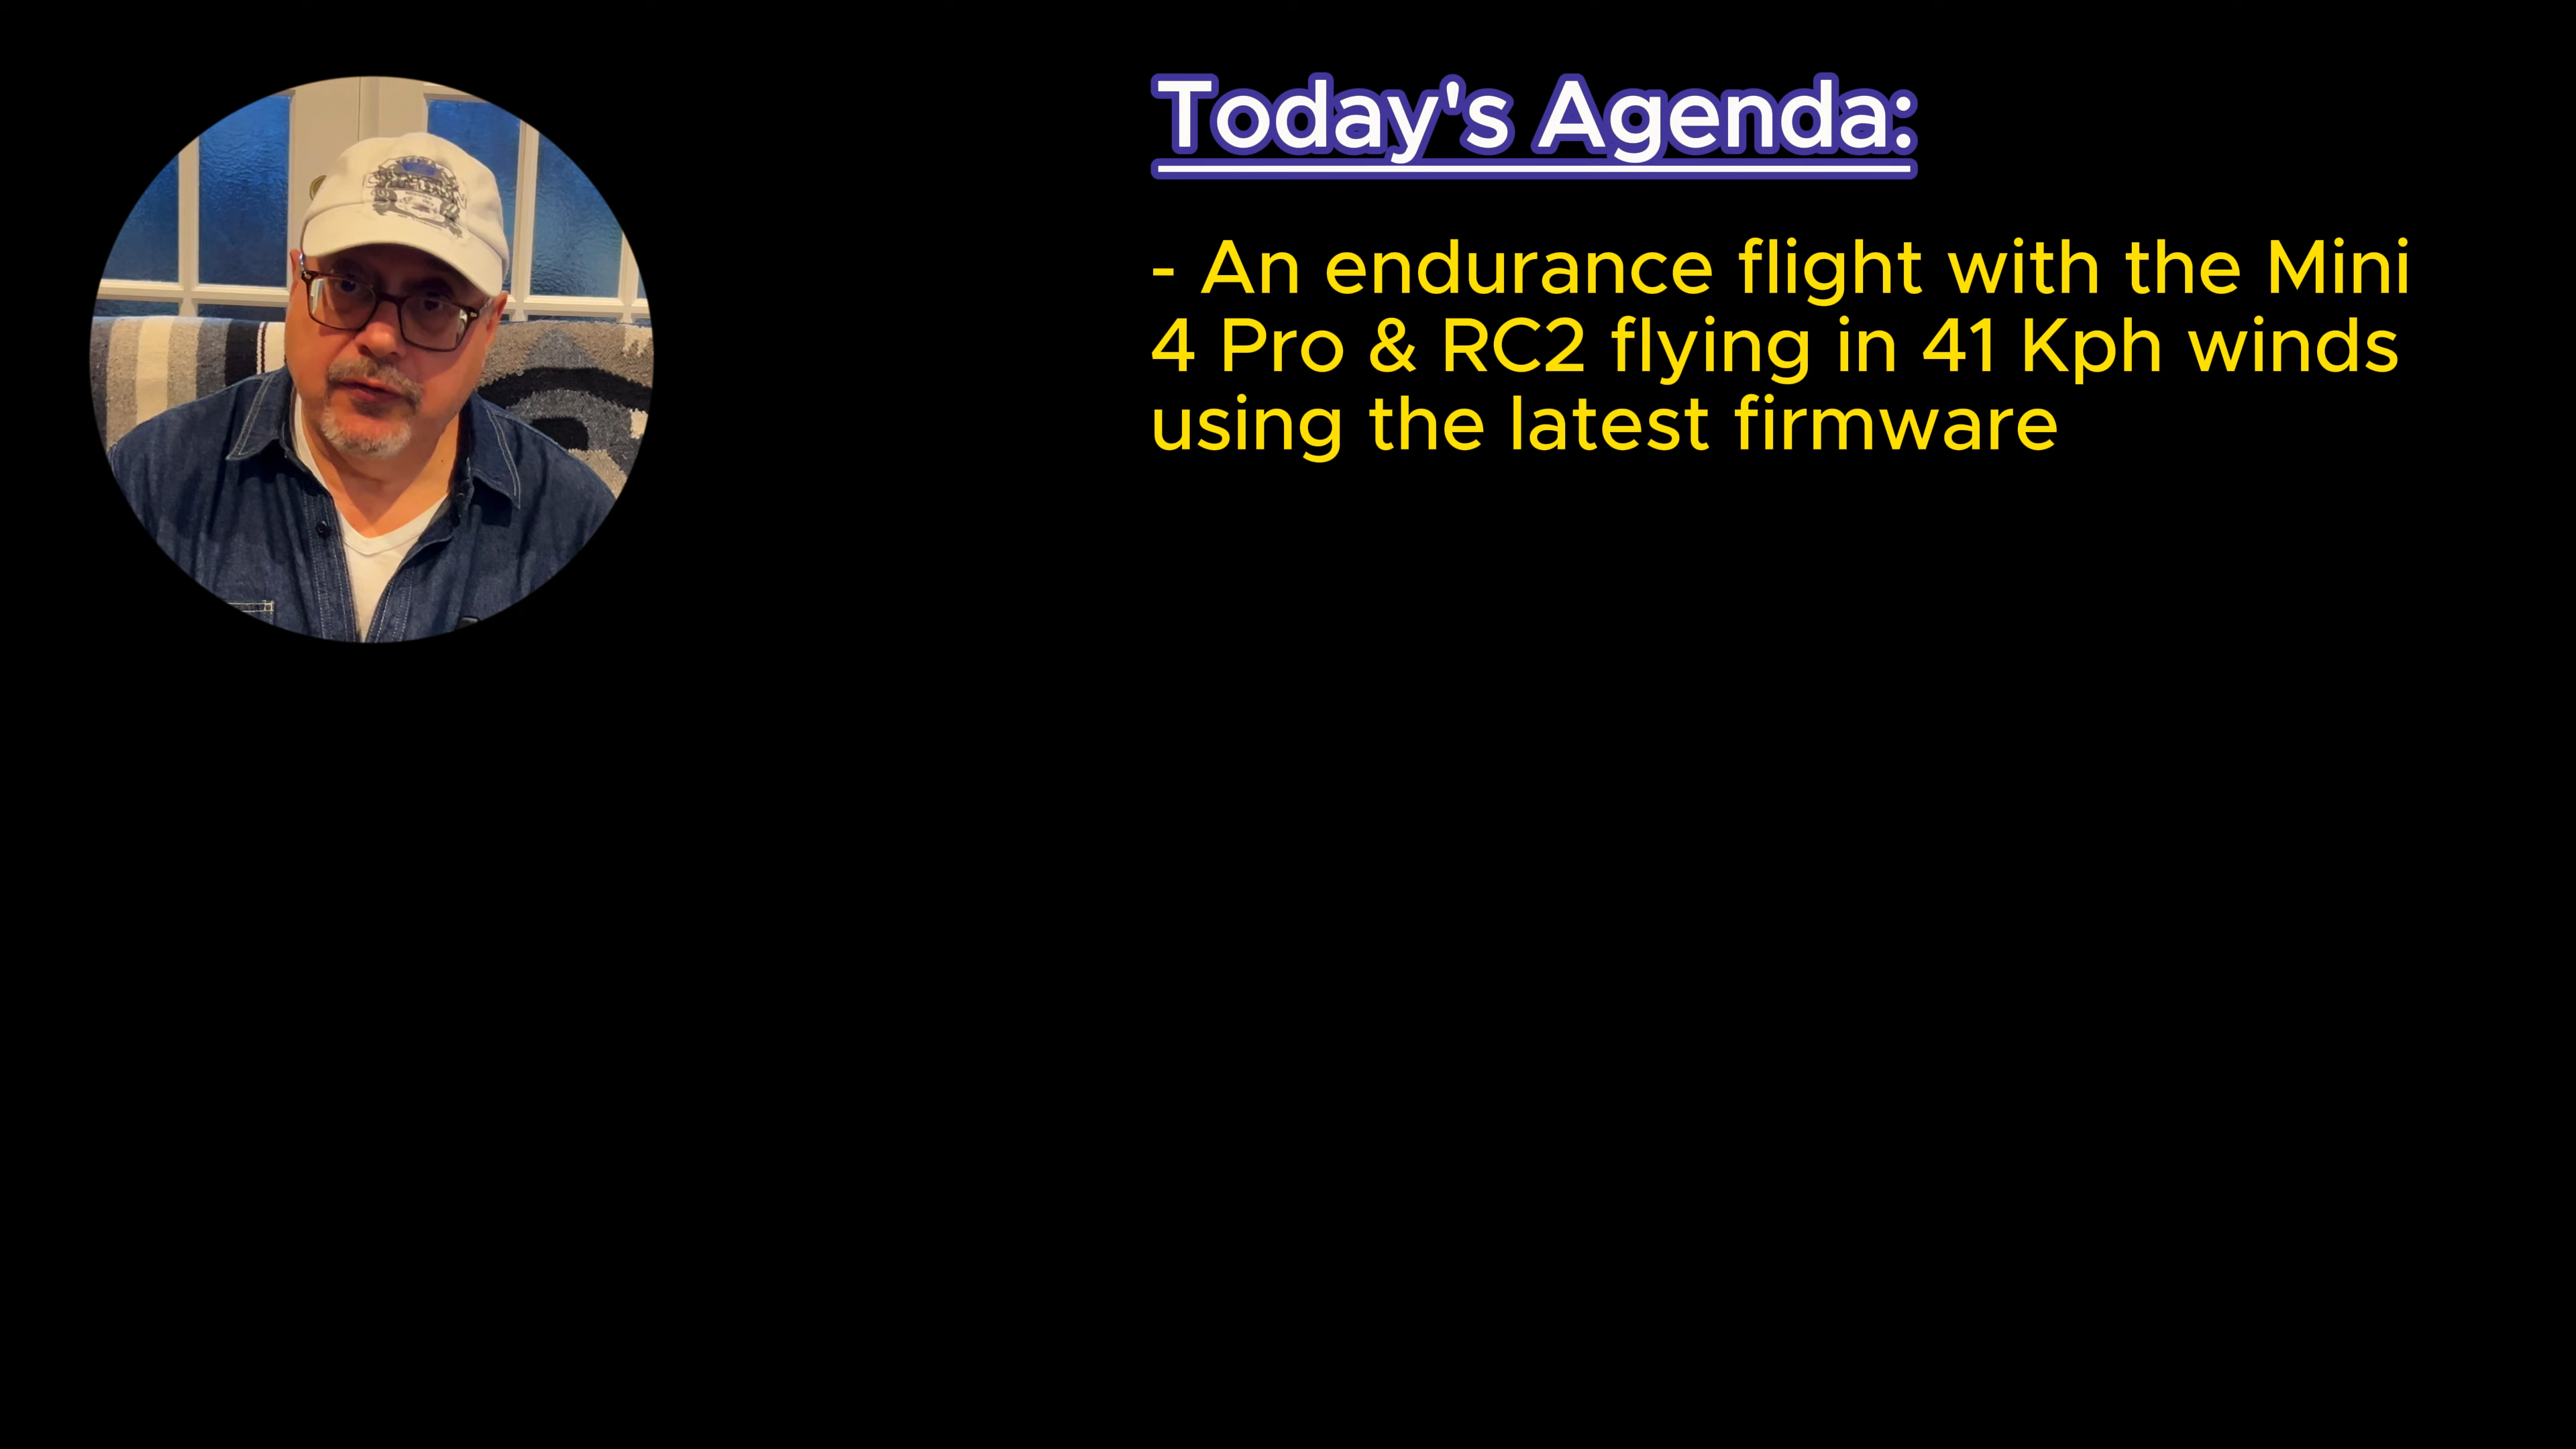 Today's Agenda:
- An endurance flight with the Mini
4 Pro & RC2 flying in 41 Kph winds
using the latest firmware